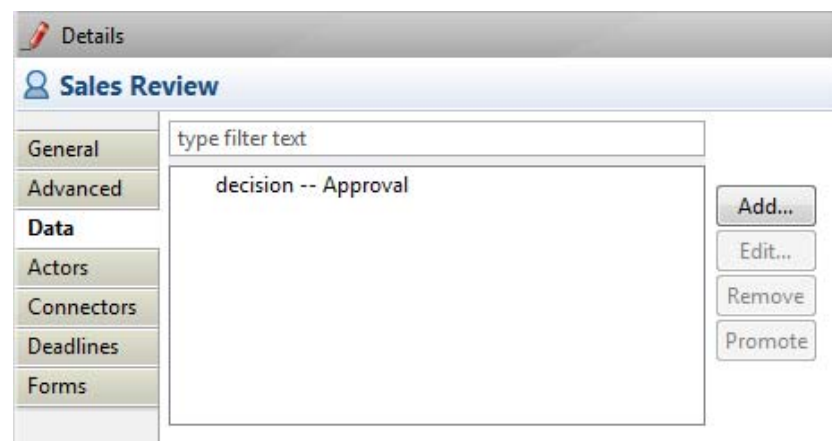 Details
Sales Review
General
Advanced
Data
Actors
Connectors
Deadlines
Forms
type filter text
decision -- Approval
Add...
Edit...
Remove
Promote